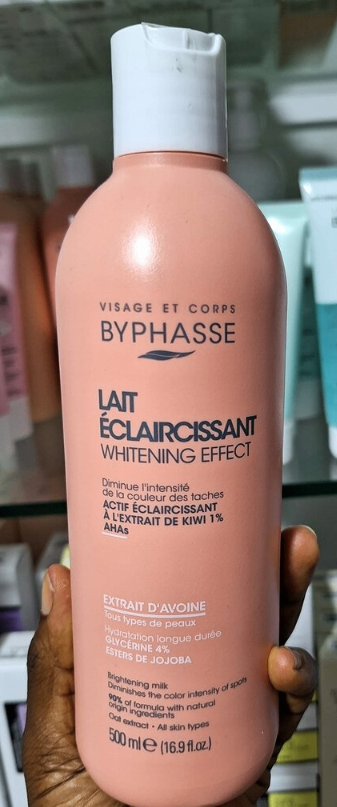 VISAGE ET CORPS
BYPHASSE
LAIT
ÉCLAIRCISSANT
WHITENING EFFECT
Diminue l'intensité
de la couleur des taches
ACTIF ÉCLAIRCISSANT
À L'EXTRAIT DE KIWI 1%
AHAs
EXTRAIT D'AVOINE
Tous types de peaux
Hydratation longue durée
GLYCÉRINE 4%
ESTERS DE JOJOBA
Brightening milk
Diminishes the color intensity of spots
90% of formula with natural
origin ingredients
Oat extract • All skin types
500 ml e (16.9 fl.oz.)